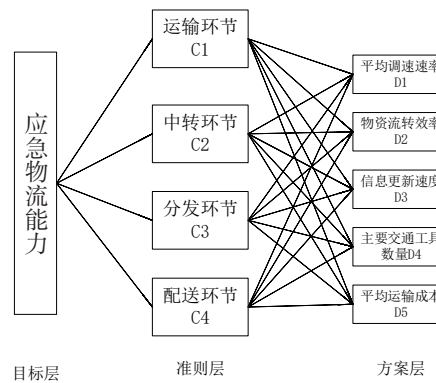 应急物流能力
运输环节
C1
中转环节
C2
分发环节
C3
配送环节
C4
平均调速速率
D1
物资流转效率
D2
信息更新速度
D3
主要交通工具
数量D4
平均运输成本
D5
目标层
准则层
方案层